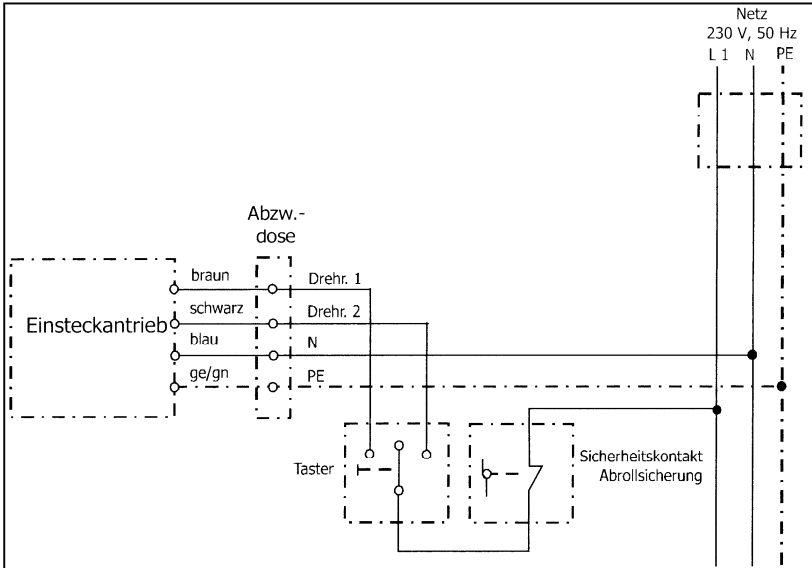 Netz
230 V, 50 Hz
L 1 N PE
Abzw.-
dose
braun
Drehr. 1
schwarz
Drehr. 2
Einsteckantrieb
blau
N
ge/gn
PE
Taster
Sicherheitskontakt
Abrollsicherung